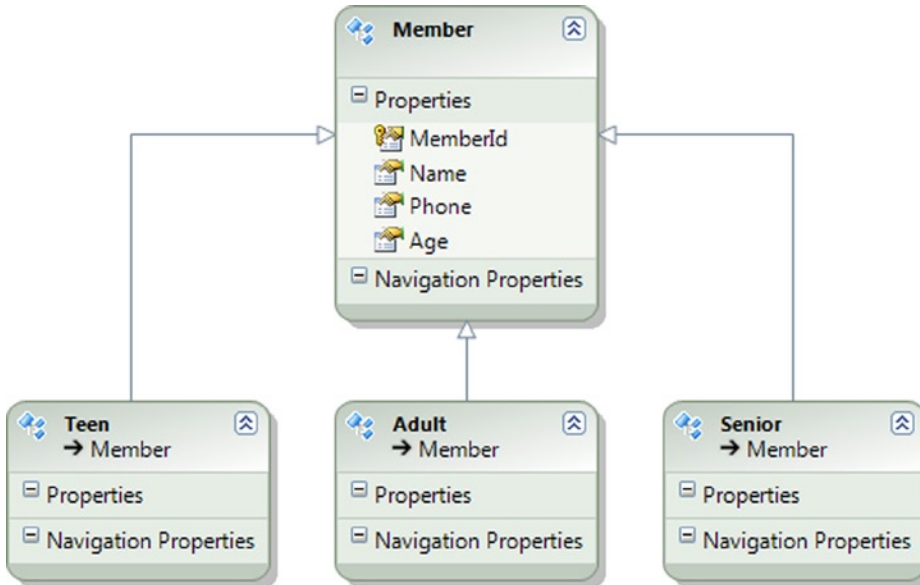 Member
Properties
MemberId
Name
Phone
Age
Navigation Properties
Teen
→ Member
Properties
Navigation Properties
Adult
→ Member
Properties
Navigation Properties
Senior
→ Member
Properties
Navigation Properties